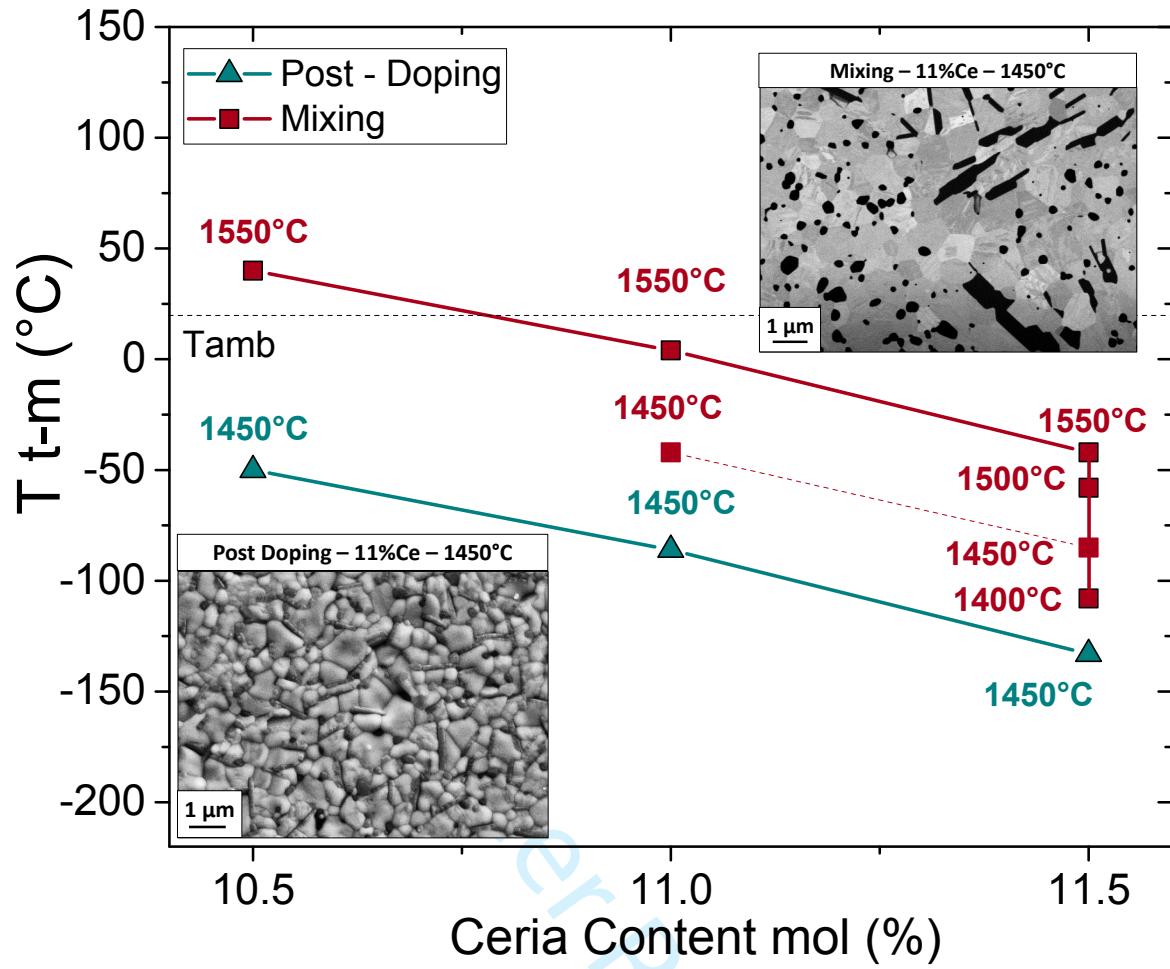 150
100
50
0
-50
-100
-150
-200
T t-m (°C)
Post - Doping
Mixing
Mixing – 11%Ce – 1450°C
1 µm
1550°C
1550°C
Tamb
1450°C
1450°C
1550°C
1500°C
1450°C
1450°C
1400°C
1450°C
Post Doping – 11%Ce – 1450°C
1 µm
10.5
11.0
11.5
Ceria Content mol (%)